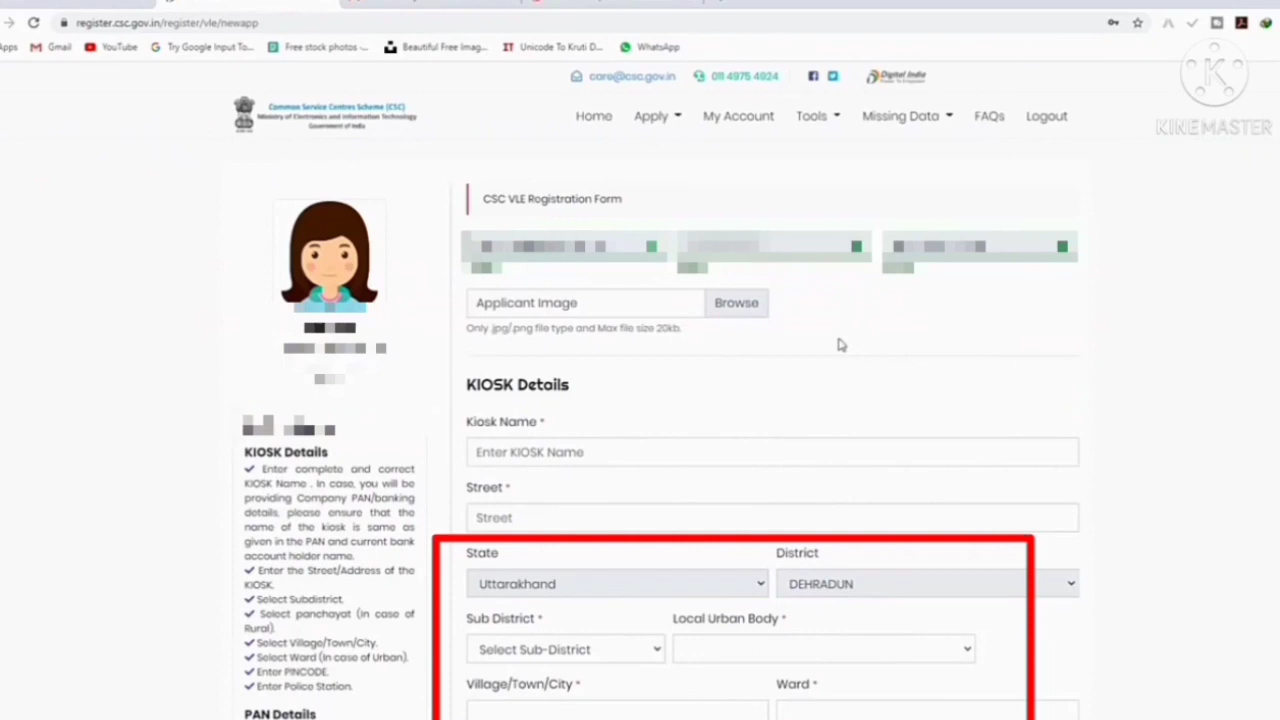 register.csc.gov.in/register/vle/newapp
Apps Gmail YouTube Try Google Input To... Free stock photos -... Beautiful Free Imag... Unicode To Kruti D... WhatsApp
care@csc.gov.in 011 4975 4924 Digital India
KINEMASTER
Common Service Centres Scheme (CSC)
Ministry of Electronics and Information Technology
Government of India
Home Apply My Account Tools Missing Data FAQs Logout
CSC VLE Registration Form
Applicant Image Browse
Only .jpg/.png file type and Max file size 20kb.
KIOSK Details
Kiosk Name *
Enter KIOSK Name
Street *
Street
State District
Uttarakhand DEHRADUN
Sub District * Local Urban Body *
Select Sub-District
Village/Town/City * Ward *
KIOSK Details
Enter complete and correct
KIOSK Name . In case, you will be
providing Company PAN/banking
details, please ensure that the
name of the kiosk is same as
given in the PAN and current bank
account holder name.
Enter the Street/Address of the
KIOSK.
Select Subdistrict.
Select panchayat (In case of
Rural).
Select Village/Town/City.
Select Ward (In case of Urban).
Enter PINCODE.
Enter Police Station.
PAN Details